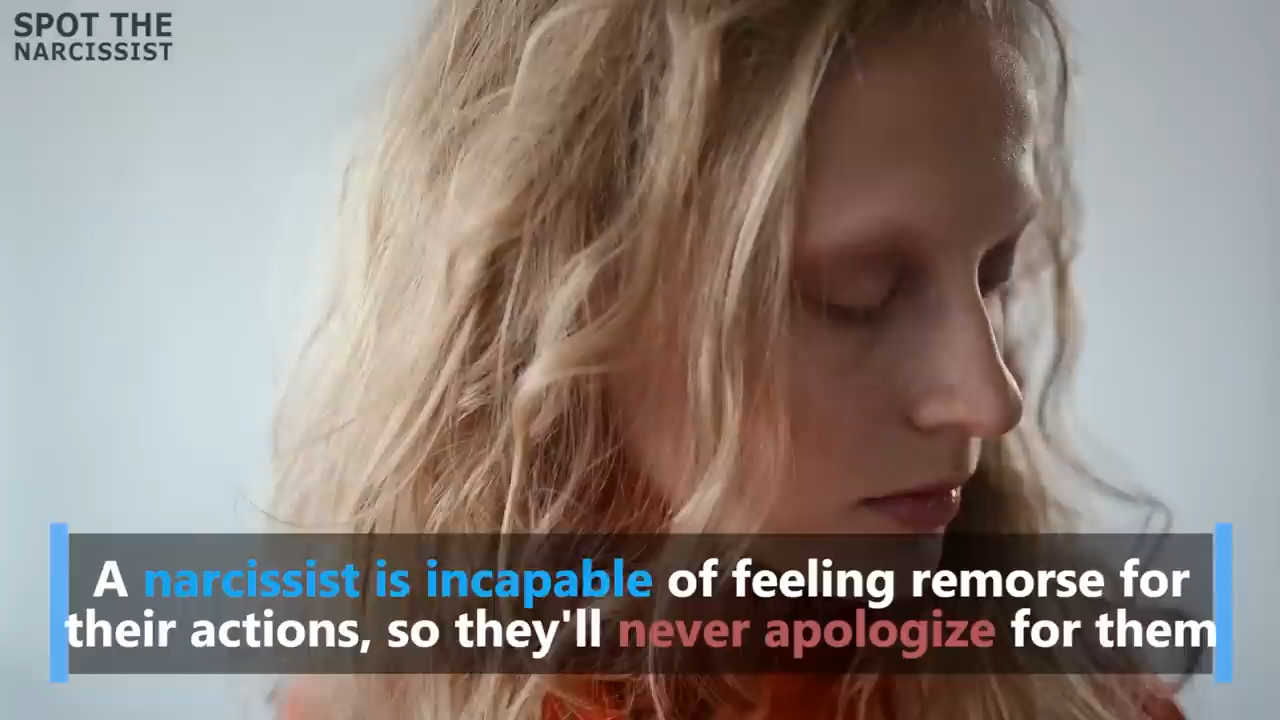 SPOT THE
NARCISSIST
A narcissist is incapable of feeling remorse for
their actions, so they'll never apologize for them